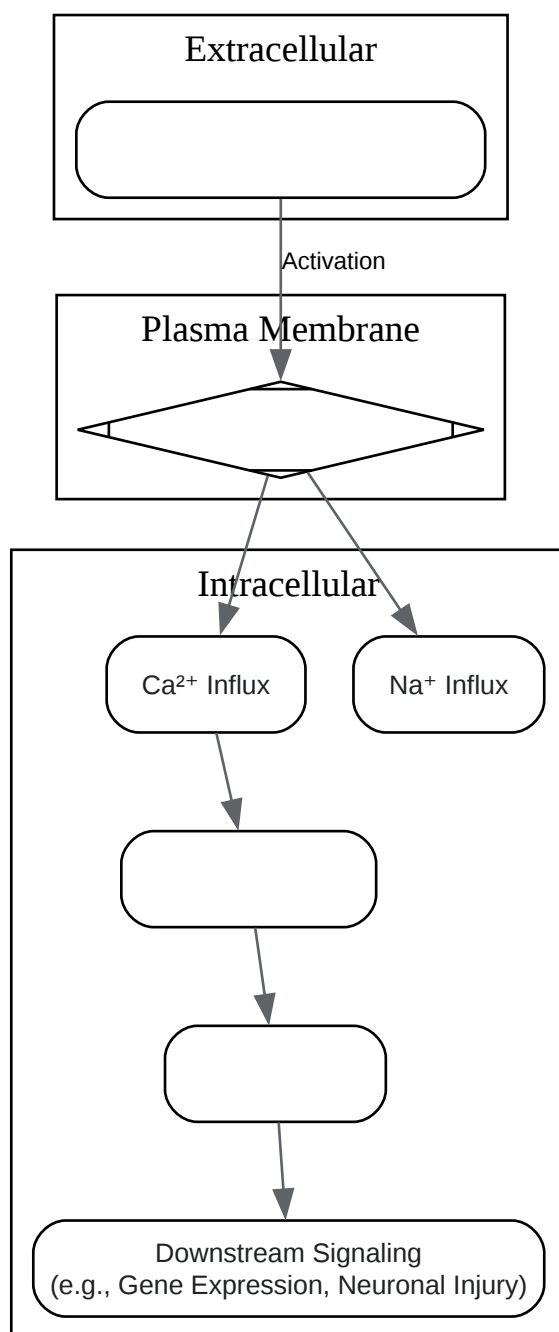 Extracellular
Activation
Plasma Membrane
Intracellular
Ca²⁺ Influx
Na⁺ Influx
Downstream Signaling
(e.g., Gene Expression, Neuronal Injury)